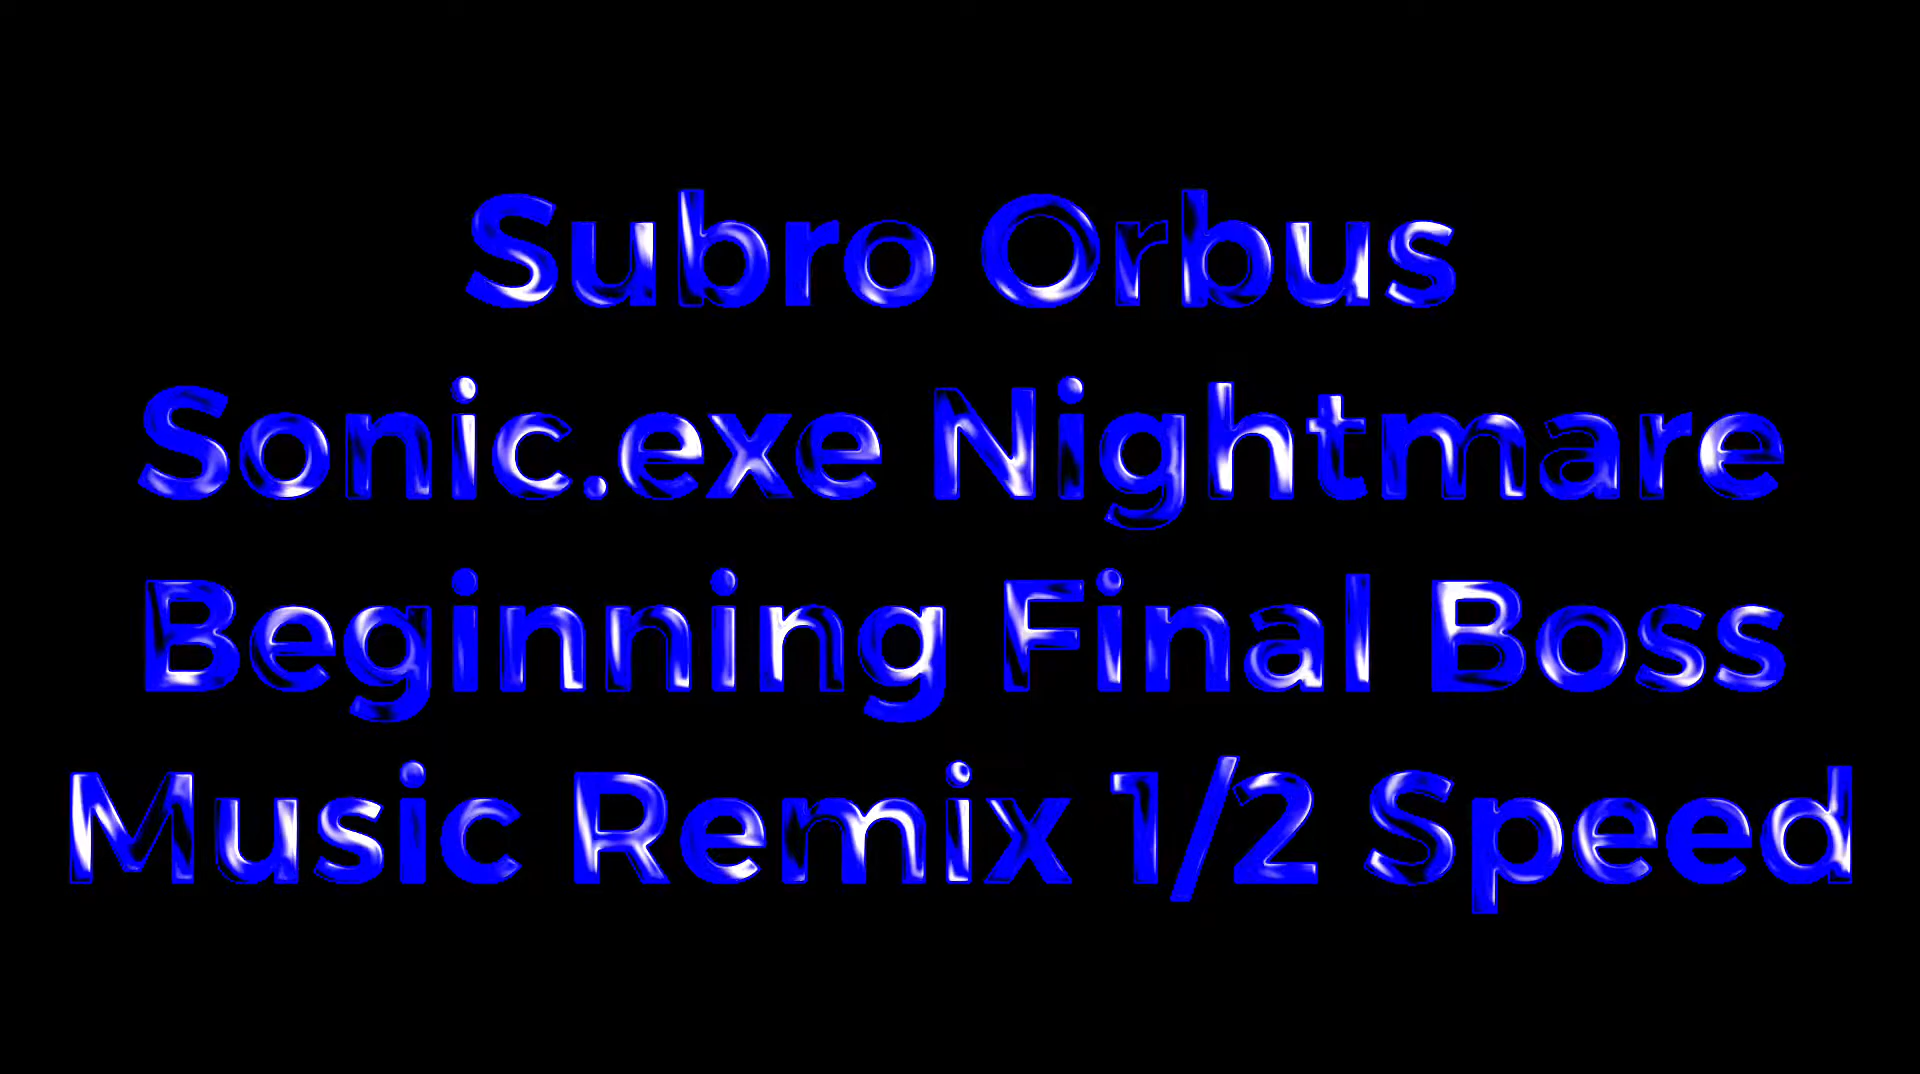 Subro Orbus
Sonic.exe Nightmare
Beginning Final Boss
Music Remix 1/2 Speed